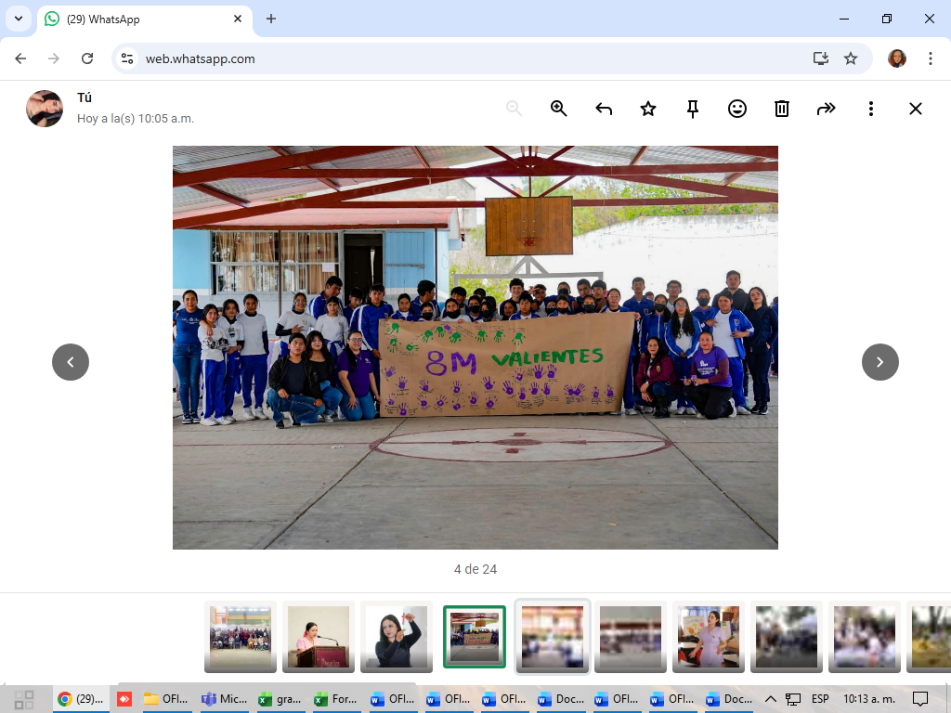 (29) WhatsApp
web.whatsapp.com
Tú
Hoy a la(s) 10:05 a.m.
8M VALIENTES
4 de 24
(29)...
OFI...
Mic...
gra...
For...
OFI...
OFI...
OFI...
Doc...
OFI...
OFI...
Doc...
ESP
10:13 a. m.